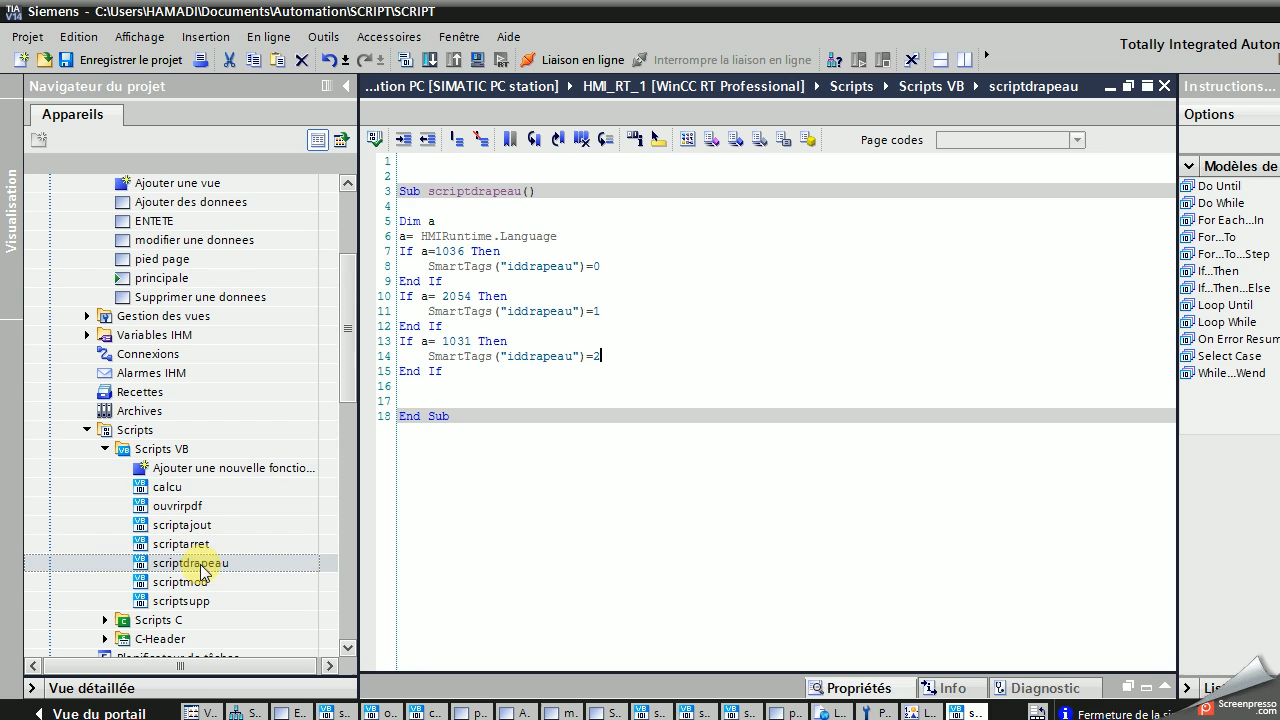 TIA V14
Siemens - C:\Users\HAMADI\Documents\Automation\SCRIPT\SCRIPT
Projet Edition Affichage Insertion En ligne Outils Accessoires Fenêtre Aide
Totally Integrated Autom
Enregistrer le projet
Liaison en ligne
Interrompre la liaison en ligne
Navigateur du projet
Appareils
Visualisation
Ajouter une vue
Ajouter des donnees
ENTETE
modifier une donnees
pied page
principale
Supprimer une donnees
Gestion des vues
Variables IHM
Connexions
Alarmes IHM
Recettes
Archives
Scripts
Scripts VB
Ajouter une nouvelle fonctio...
calcu
ouvrirpdf
scriptajout
scriptarret
scriptdrapeau
scriptmod
scriptsupp
Scripts C
C-Header
Vue détaillée
Vue du portail
...ation PC [SIMATIC PC station] HMI_RT_1 [WinCC RT Professional] Scripts Scripts VB scriptdrapeau
Page codes
1
2
3 Sub scriptdrapeau()
4
5 Dim a
6 a= HMIRuntime.Language
7 If a=1036 Then
8 SmartTags("iddrapeau")=0
9 End If
10 If a= 2054 Then
11 SmartTags("iddrapeau")=1
12 End If
13 If a= 1031 Then
14 SmartTags("iddrapeau")=2
15 End If
16
17
18 End Sub
Propriétés Info Diagnostic
Instructions...
Options
Modèles de
Do Until
Do While
For Each...In
For...To
For...To...Step
If...Then
If...Then...Else
Loop Until
Loop While
On Error Resum
Select Case
While...Wend
V... S... E... s... o... c... p... A... m... S... s... s... s... p... L... P... L... s...
Fermeture de la si
Screenpresso
.com